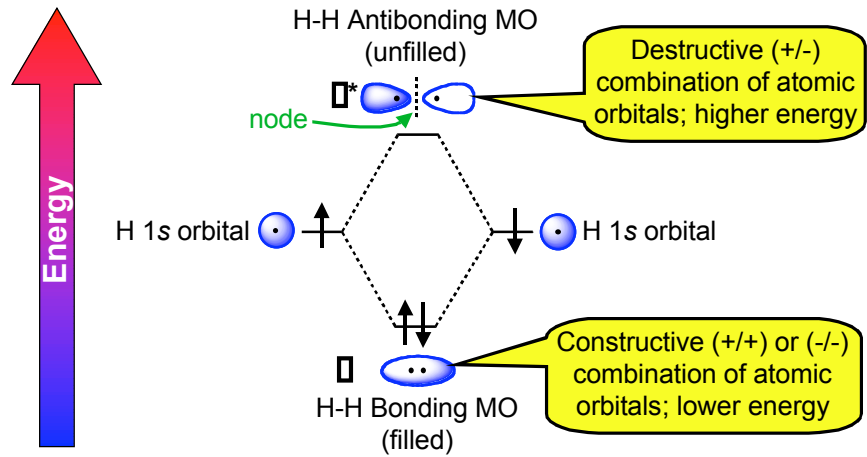 H-H Antibonding MO
(unfilled)
▯*
node
Destructive (+/-)
combination of atomic
orbitals; higher energy
Energy
H 1s orbital
H 1s orbital
▯
H-H Bonding MO
(filled)
Constructive (+/+) or (-/-)
combination of atomic
orbitals; lower energy